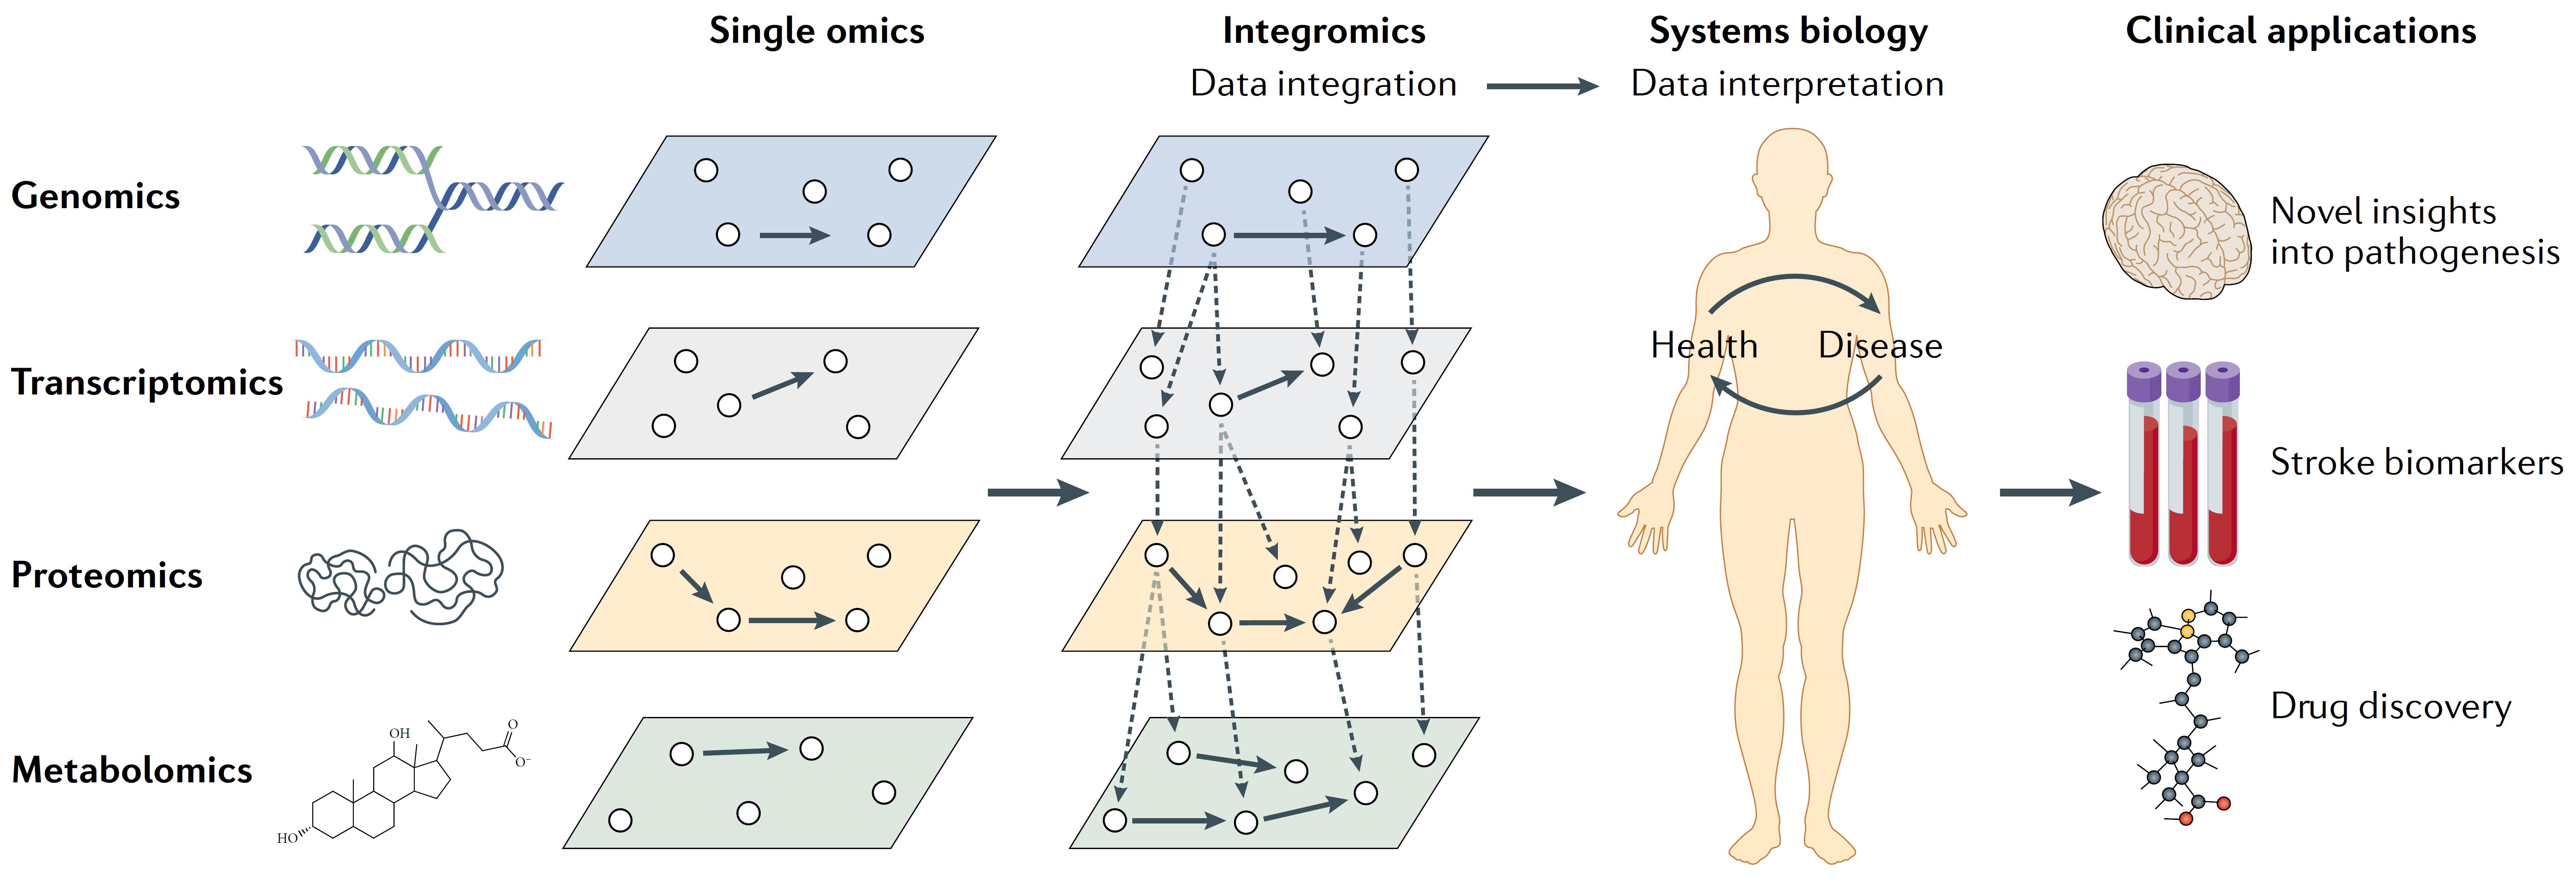 Single omics
Integromics
Systems biology
Clinical applications
Data integration
Data interpretation
Genomics
Novel insights
into pathogenesis
Transcriptomics
Health
Disease
Stroke biomarkers
Proteomics
Drug discovery
Metabolomics
OH
O
O⁻
HO